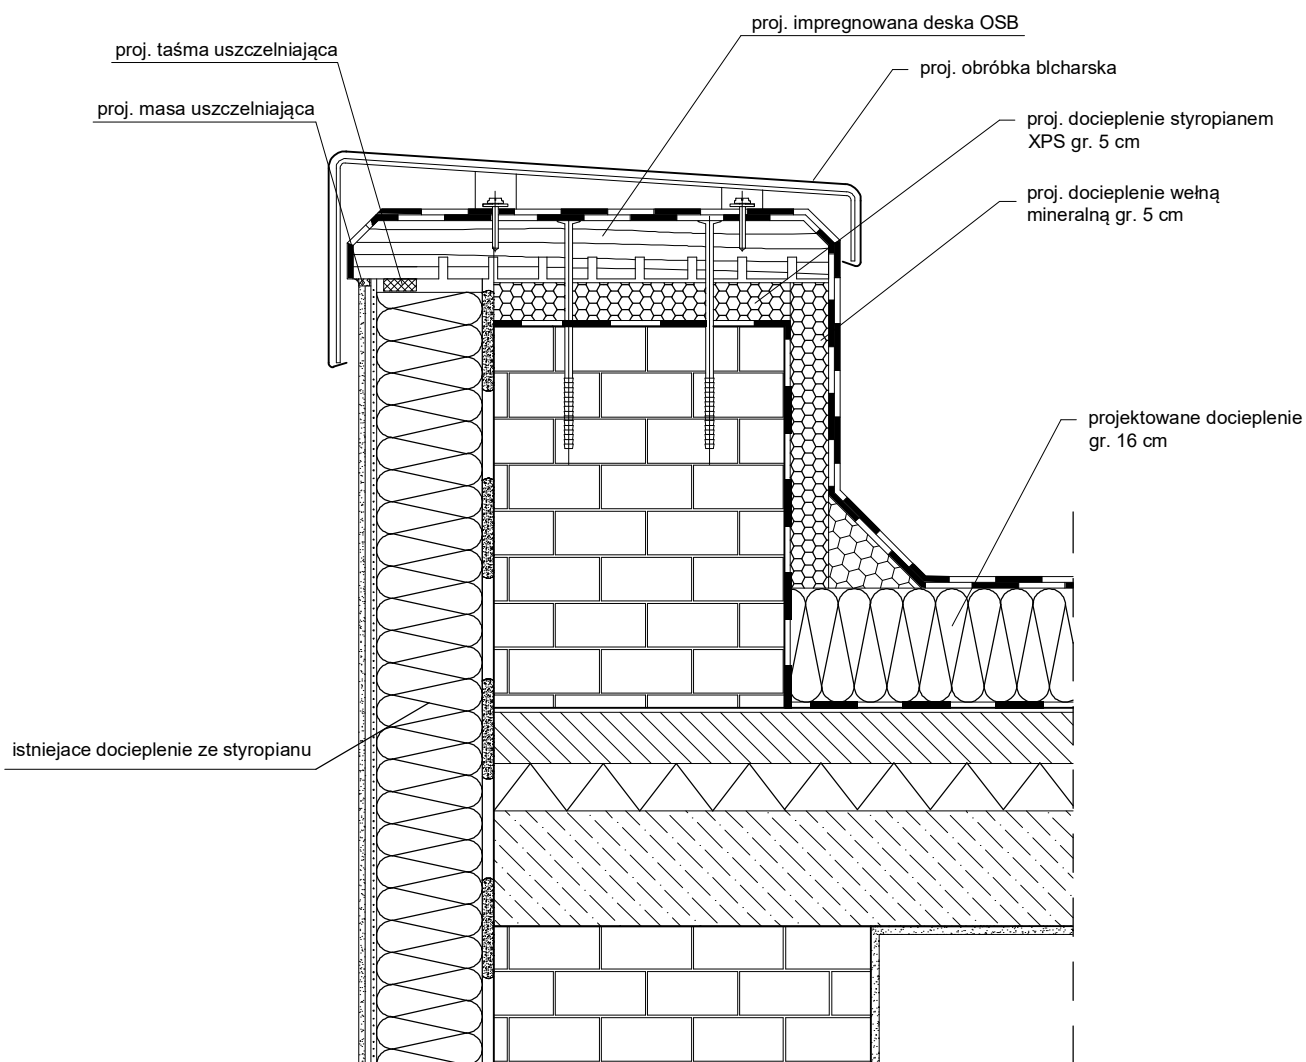 proj. impregnowana deska OSB
proj. taśma uszczelniająca
proj. obróbka blcharska
proj. masa uszczelniająca
proj. docieplenie styropianem
XPS gr. 5 cm
proj. docieplenie wełną
mineralną gr. 5 cm
projektowane docieplenie
gr. 16 cm
istniejace docieplenie ze styropianu